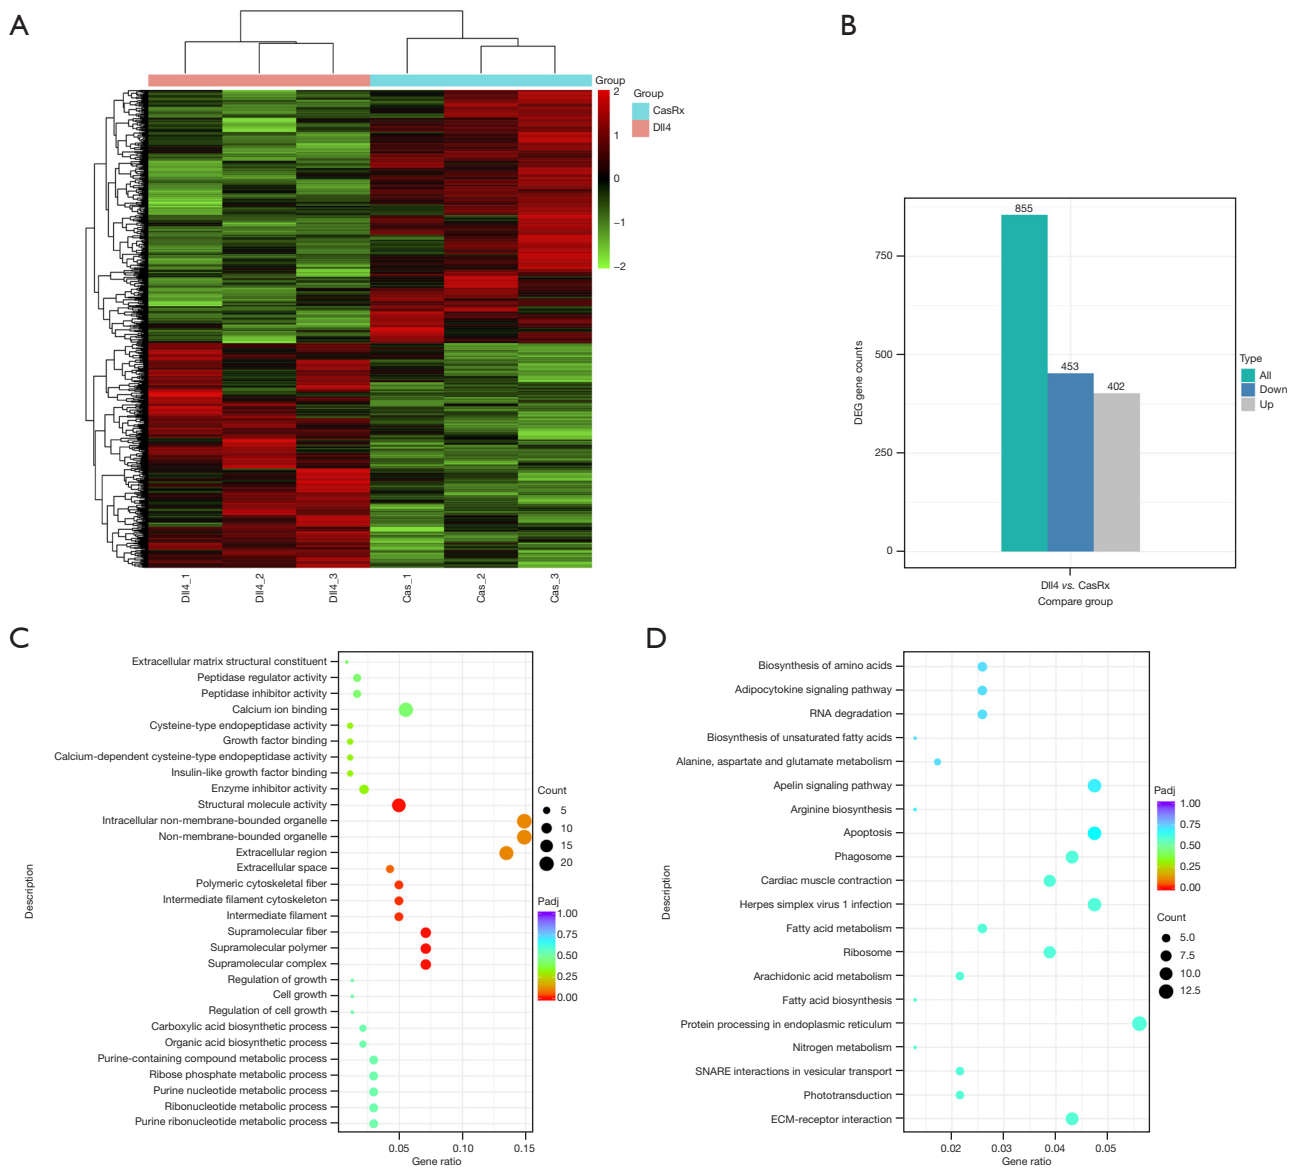 A
Group
2
1
0
−1
−2
Group
CasRx
Dll4
Dll4_1
Dll4_2
Dll4_3
Cas_1
Cas_2
Cas_3
B
855
453
402
750
500
250
0
DEG gene counts
Dll4 vs. CasRx
Compare group
Type
All
Down
Up
C
Extracellular matrix structural constituent
Peptidase regulator activity
Peptidase inhibitor activity
Calcium ion binding
Cysteine-type endopeptidase activity
Growth factor binding
Calcium-dependent cysteine-type endopeptidase activity
Insulin-like growth factor binding
Enzyme inhibitor activity
Structural molecule activity
Intracellular non-membrane-bounded organelle
Non-membrane-bounded organelle
Extracellular region
Extracellular space
Polymeric cytoskeletal fiber
Intermediate filament cytoskeleton
Intermediate filament
Supramolecular fiber
Supramolecular polymer
Supramolecular complex
Regulation of growth
Cell growth
Regulation of cell growth
Carboxylic acid biosynthetic process
Organic acid biosynthetic process
Purine-containing compound metabolic process
Ribose phosphate metabolic process
Purine nucleotide metabolic process
Ribonucleotide metabolic process
Purine ribonucleotide metabolic process
Description
0.05
0.10
0.15
Gene ratio
Count
5
10
15
20
Padj
1.00
0.75
0.50
0.25
0.00
D
Biosynthesis of amino acids
Adipocytokine signaling pathway
RNA degradation
Biosynthesis of unsaturated fatty acids
Alanine, aspartate and glutamate metabolism
Apelin signaling pathway
Arginine biosynthesis
Apoptosis
Phagosome
Cardiac muscle contraction
Herpes simplex virus 1 infection
Fatty acid metabolism
Ribosome
Arachidonic acid metabolism
Fatty acid biosynthesis
Protein processing in endoplasmic reticulum
Nitrogen metabolism
SNARE interactions in vesicular transport
Phototransduction
ECM-receptor interaction
Description
0.02
0.03
0.04
0.05
Gene ratio
Padj
1.00
0.75
0.50
0.25
0.00
Count
5.0
7.5
10.0
12.5